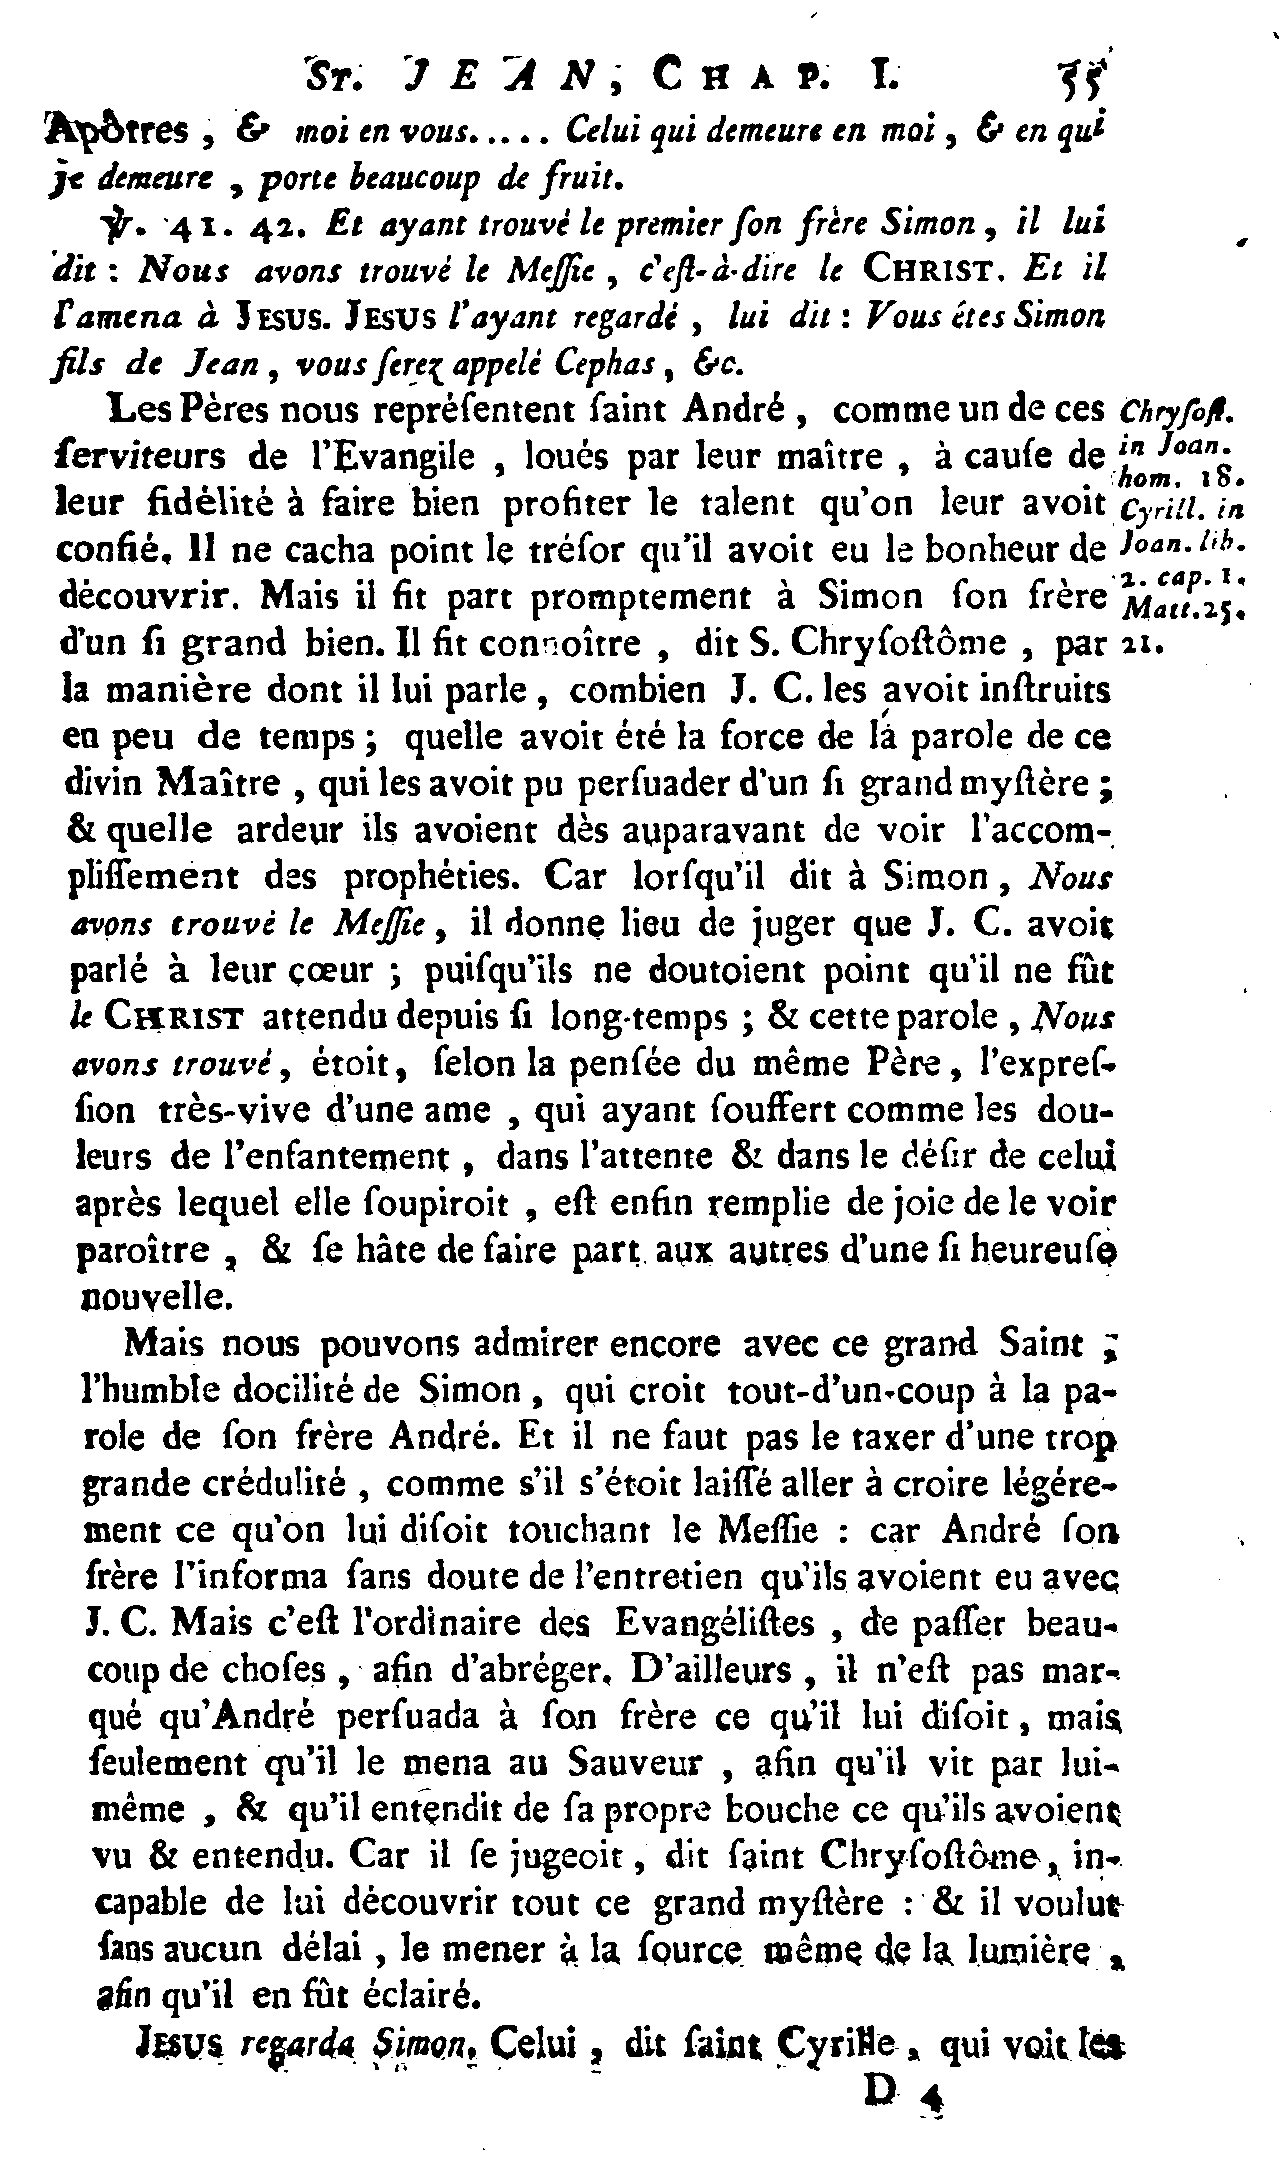 ST. JEAN, CHAP. I. 55
Apôtres, & moi en vous..... Celui qui demeure en moi, & en qui
je demeure, porte beaucoup de fruit.
℣. 41. 42. Et ayant trouvé le premier ſon frère Simon, il lui
dit : Nous avons trouvé le Meſſie, c'eſt-à-dire le CHRIST. Et il
l'amena à JESUS. JESUS l'ayant regardé, lui dit : Vous étes Simon
fils de Jean, vous ſerez appelé Cephas, &c.
Les Pères nous repréſentent ſaint André, comme un de ces
ſerviteurs de l'Evangile, loués par leur maître, à cauſe de
leur fidélité à faire bien profiter le talent qu'on leur avoit
confié. Il ne cacha point le tréſor qu'il avoit eu le bonheur de
découvrir. Mais il fit part promptement à Simon ſon frère
d'un ſi grand bien. Il fit connoître, dit S. Chryſoſtôme, par
la manière dont il lui parle, combien J. C. les avoit inſtruits
en peu de temps ; quelle avoit été la force de la parole de ce
divin Maître, qui les avoit pu perſuader d'un ſi grand myſtère ;
& quelle ardeur ils avoient dès auparavant de voir l'accom-
pliſſement des prophéties. Car lorſqu'il dit à Simon, Nous
avons trouvé le Meſſie, il donne lieu de juger que J. C. avoit
parlé à leur cœur ; puiſqu'ils ne doutoient point qu'il ne fût
le CHRIST attendu depuis ſi long-temps ; & cette parole, Nous
avons trouvé, étoit, ſelon la penſée du même Père, l'expreſ-
ſion très-vive d'une ame, qui ayant ſouffert comme les dou-
leurs de l'enfantement, dans l'attente & dans le déſir de celui
après lequel elle ſoupiroit, eſt enfin remplie de joie de le voir
paroître, & ſe hâte de faire part aux autres d'une ſi heureuſe
nouvelle.
Mais nous pouvons admirer encore avec ce grand Saint ;
l'humble docilité de Simon, qui croit tout-d'un-coup à la pa-
role de ſon frère André. Et il ne faut pas le taxer d'une trop
grande crédulité, comme s'il s'étoit laiſſé aller à croire légére-
ment ce qu'on lui diſoit touchant le Meſſie : car André ſon
frère l'informa ſans doute de l'entretien qu'ils avoient eu avec
J. C. Mais c'eſt l'ordinaire des Evangéliſtes, de paſſer beau-
coup de choſes, afin d'abréger. D'ailleurs, il n'eſt pas mar-
qué qu'André perſuada à ſon frère ce qu'il lui diſoit, mais
ſeulement qu'il le mena au Sauveur, afin qu'il vit par lui-
même, & qu'il entendit de ſa propre bouche ce qu'ils avoient
vu & entendu. Car il ſe jugeoit, dit ſaint Chryſoſtôme, in-
capable de lui découvrir tout ce grand myſtère : & il voulut
ſans aucun délai, le mener à la ſource même de la lumière,
afin qu'il en fût éclairé.
JESUS regarda Simon. Celui, dit ſaint Cyrille, qui voit les
D 4
Chryſoſt.
in Joan.
hom. 18.
Cyrill. in
Joan. lib.
2. cap. 1.
Matt. 25.
21.